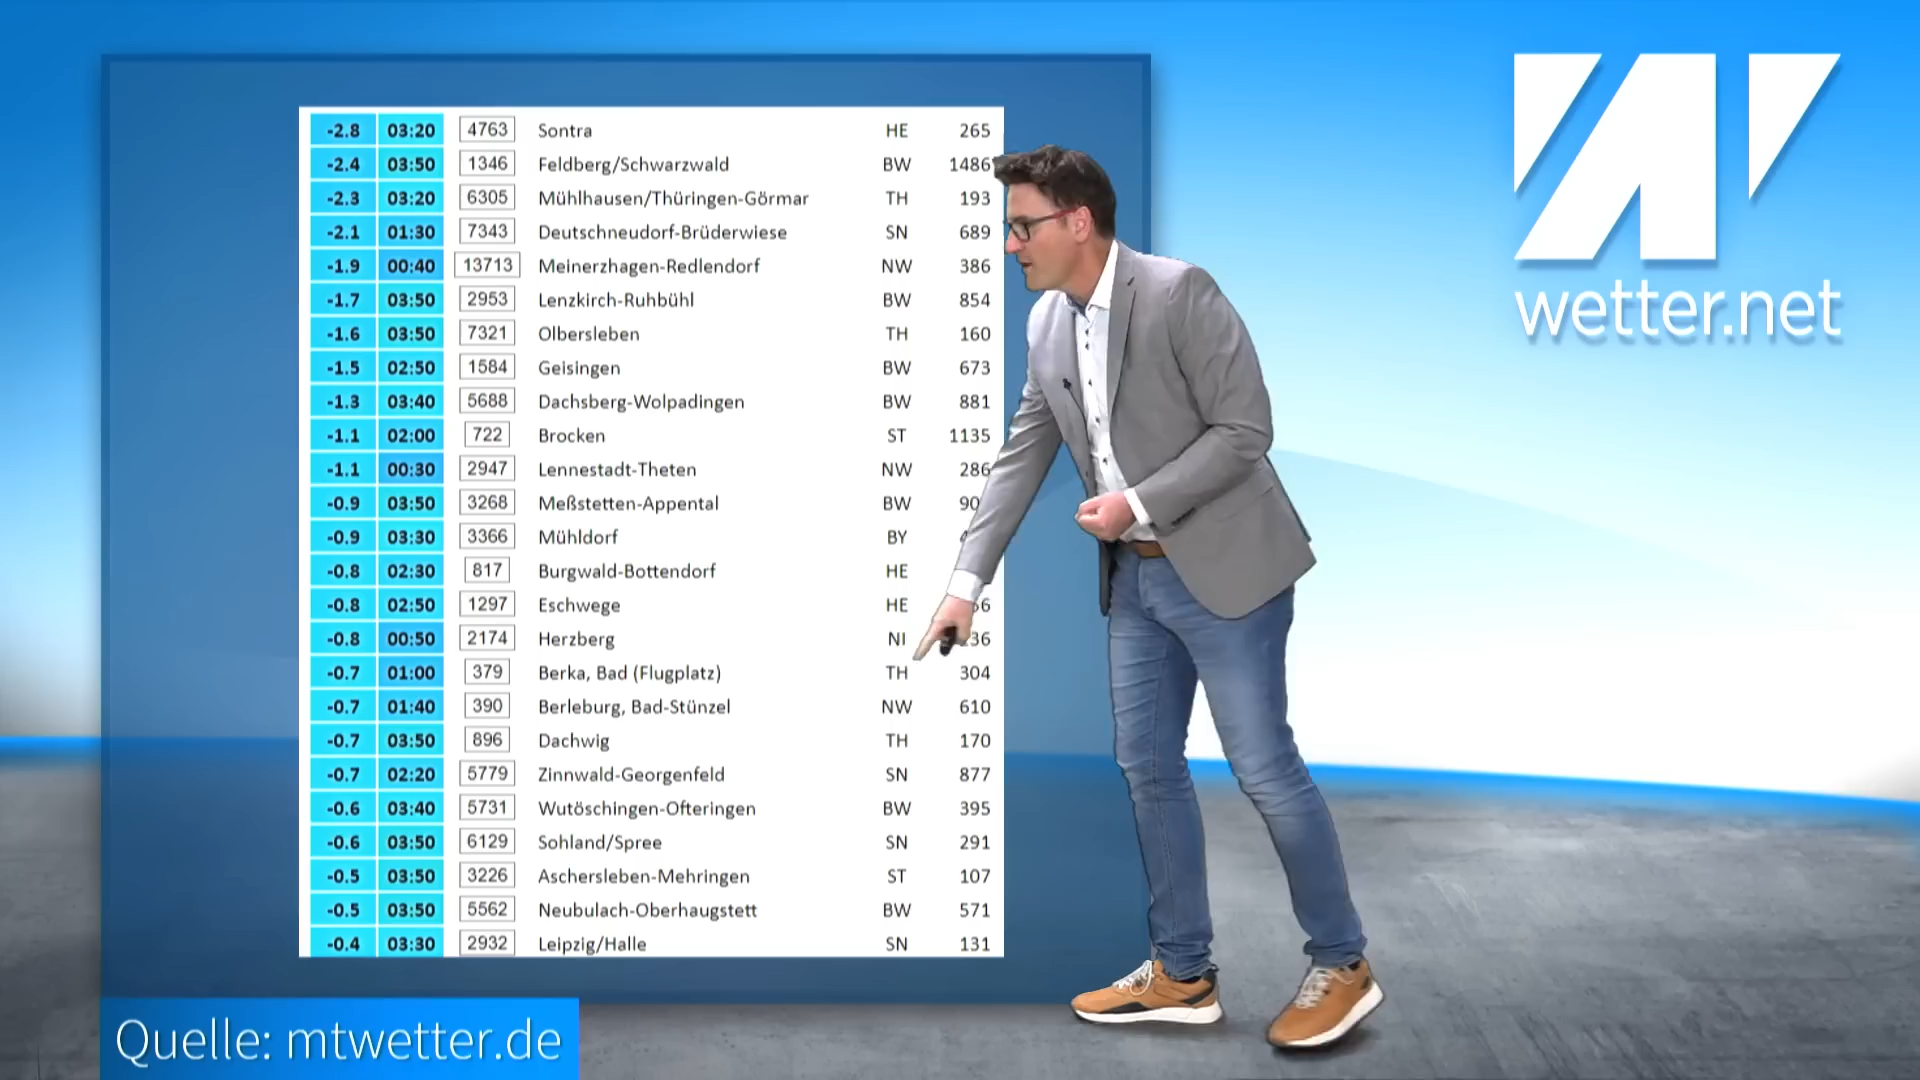 -2.8 03:20 4763 Sontra HE 265
-2.4 03:50 1346 Feldberg/Schwarzwald BW 1486
-2.3 03:20 6305 Mühlhausen/Thüringen-Görmar TH 193
-2.1 01:30 7343 Deutschneudorf-Brüderwiese SN 689
-1.9 00:40 13713 Meinerzhagen-Redlendorf NW 386
-1.7 03:50 2953 Lenzkirch-Ruhbühl BW 854
-1.6 03:50 7321 Olbersleben TH 160
-1.5 02:50 1584 Geisingen BW 673
-1.3 03:40 5688 Dachsberg-Wolpadingen BW 881
-1.1 02:00 722 Brocken ST 1135
-1.1 00:30 2947 Lennestadt-Theten NW 286
-0.9 03:50 3268 Meßstetten-Appental BW
-0.9 03:30 3366 Mühldorf BY
-0.8 02:30 817 Burgwald-Bottendorf HE
-0.8 02:50 1297 Eschwege HE
-0.8 00:50 2174 Herzberg NI
-0.7 01:00 379 Berka, Bad (Flugplatz) TH 304
-0.7 01:40 390 Berleburg, Bad-Stünzel NW 610
-0.7 03:50 896 Dachwig TH 170
-0.7 02:20 5779 Zinnwald-Georgenfeld SN 877
-0.6 03:40 5731 Wutöschingen-Ofteringen BW 395
-0.6 03:50 6129 Sohland/Spree SN 291
-0.5 03:50 3226 Aschersleben-Mehringen ST 107
-0.5 03:50 5562 Neubulach-Oberhaugstett BW 571
-0.4 03:30 2932 Leipzig/Halle SN 131
wetter.net
Quelle: mtwetter.de